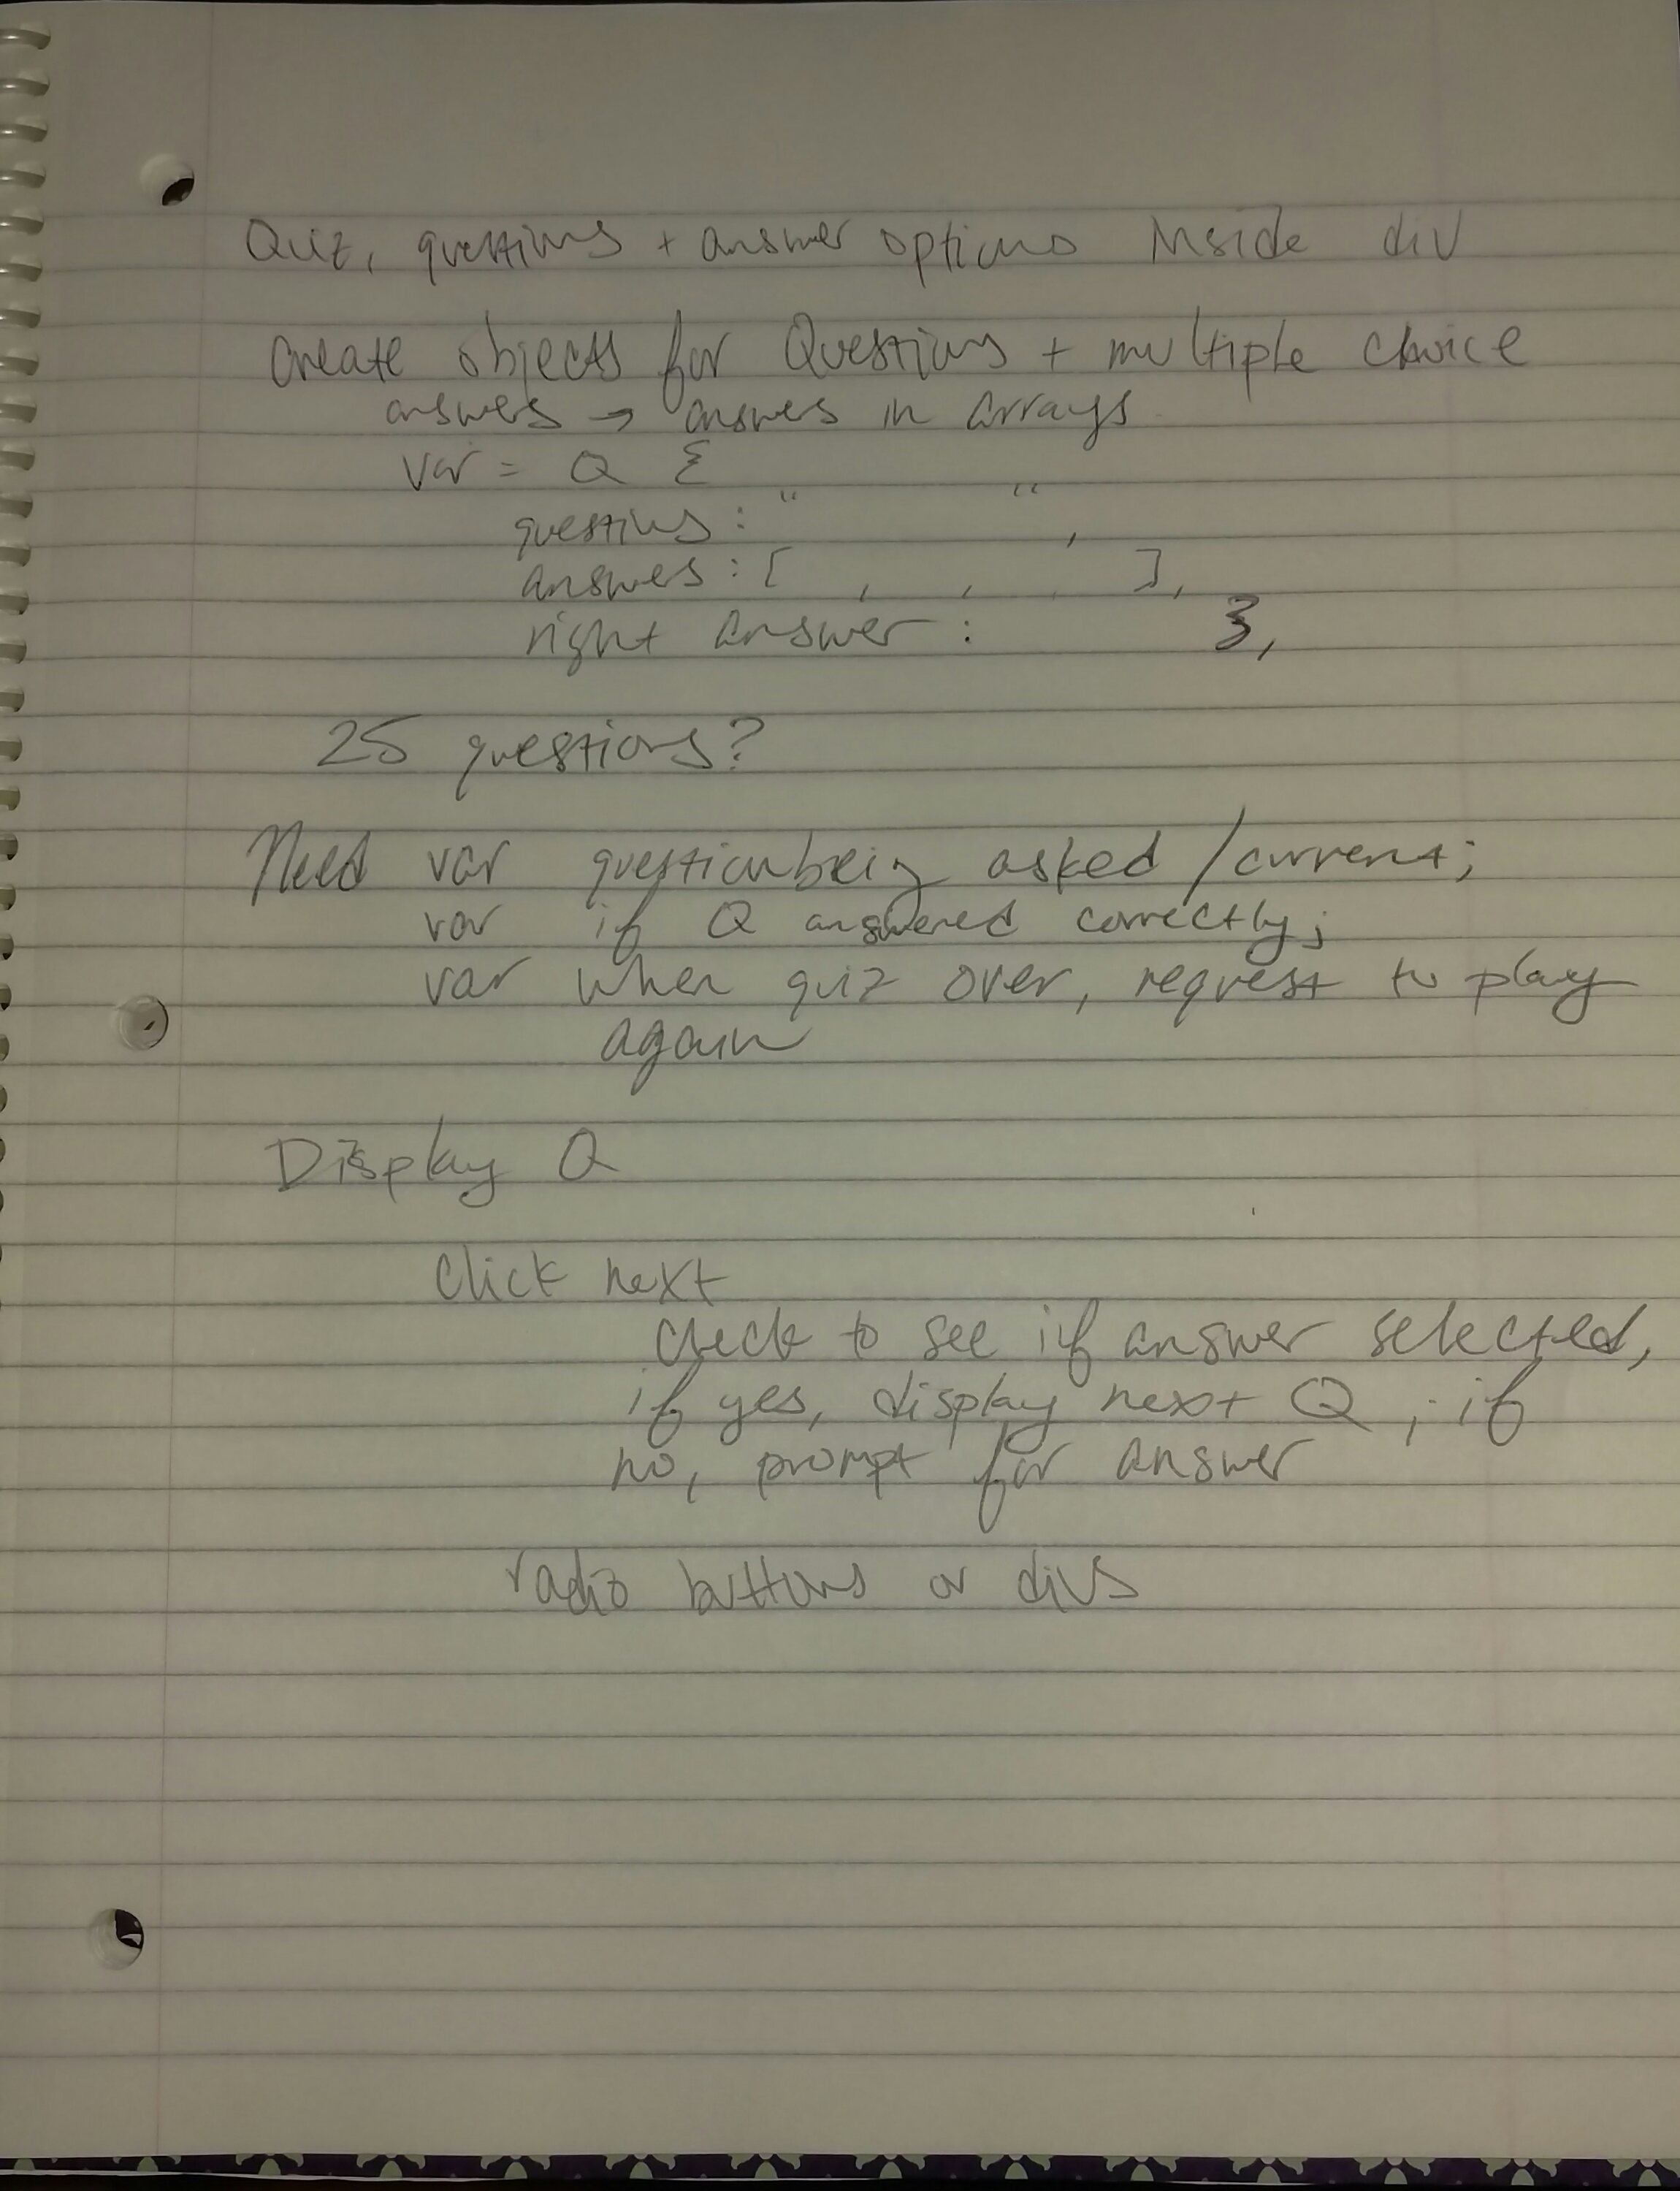 Quiz, questions + answer options inside div
Create objects for Questions + multiple choice
answers → answers in arrays
var = Q {
questions: " ",
answers: [ , , , ],
right answer: },
25 questions?
Need var question being asked / current;
var if Q answered correctly;
var when quiz over, request to play
again
Display Q
Click next
check to see if answer selected,
if yes, display next Q, if
no, prompt for answer
radio buttons or divs